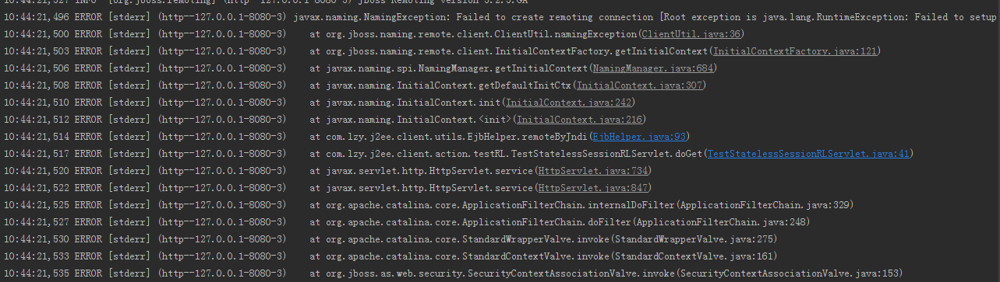 10:44:21,327 INFO  [org.jboss.remoting] (http--127.0.0.1-8080-3) JBoss Remoting version 3.2.3.GA
10:44:21,496 ERROR [stderr] (http--127.0.0.1-8080-3) javax.naming.NamingException: Failed to create remoting connection [Root exception is java.lang.RuntimeException: Failed to setup
10:44:21,500 ERROR [stderr] (http--127.0.0.1-8080-3)    at org.jboss.naming.remote.client.ClientUtil.namingException(ClientUtil.java:36)
10:44:21,503 ERROR [stderr] (http--127.0.0.1-8080-3)    at org.jboss.naming.remote.client.InitialContextFactory.getInitialContext(InitialContextFactory.java:121)
10:44:21,506 ERROR [stderr] (http--127.0.0.1-8080-3)    at javax.naming.spi.NamingManager.getInitialContext(NamingManager.java:684)
10:44:21,508 ERROR [stderr] (http--127.0.0.1-8080-3)    at javax.naming.InitialContext.getDefaultInitCtx(InitialContext.java:307)
10:44:21,510 ERROR [stderr] (http--127.0.0.1-8080-3)    at javax.naming.InitialContext.init(InitialContext.java:242)
10:44:21,512 ERROR [stderr] (http--127.0.0.1-8080-3)    at javax.naming.InitialContext.<init>(InitialContext.java:216)
10:44:21,514 ERROR [stderr] (http--127.0.0.1-8080-3)    at com.lzy.j2ee.client.utils.EjbHelper.remoteByJndi(EjbHelper.java:93)
10:44:21,517 ERROR [stderr] (http--127.0.0.1-8080-3)    at com.lzy.j2ee.client.action.testRL.TestStatelessSessionRLServlet.doGet(TestStatelessSessionRLServlet.java:41)
10:44:21,520 ERROR [stderr] (http--127.0.0.1-8080-3)    at javax.servlet.http.HttpServlet.service(HttpServlet.java:734)
10:44:21,522 ERROR [stderr] (http--127.0.0.1-8080-3)    at javax.servlet.http.HttpServlet.service(HttpServlet.java:847)
10:44:21,525 ERROR [stderr] (http--127.0.0.1-8080-3)    at org.apache.catalina.core.ApplicationFilterChain.internalDoFilter(ApplicationFilterChain.java:329)
10:44:21,527 ERROR [stderr] (http--127.0.0.1-8080-3)    at org.apache.catalina.core.ApplicationFilterChain.doFilter(ApplicationFilterChain.java:248)
10:44:21,530 ERROR [stderr] (http--127.0.0.1-8080-3)    at org.apache.catalina.core.StandardWrapperValve.invoke(StandardWrapperValve.java:275)
10:44:21,533 ERROR [stderr] (http--127.0.0.1-8080-3)    at org.apache.catalina.core.StandardContextValve.invoke(StandardContextValve.java:161)
10:44:21,535 ERROR [stderr] (http--127.0.0.1-8080-3)    at org.jboss.as.web.security.SecurityContextAssociationValve.invoke(SecurityContextAssociationValve.java:153)